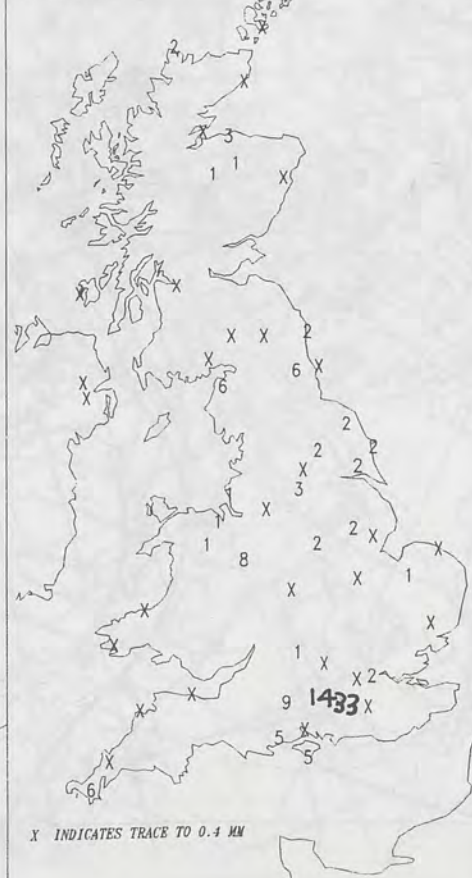 X
2
X
X 3
1 1 X
X X
X X 2
X 6 X
X 6
X
2
2 2
X 2
3
X
1
1 8 2 2 X X
X X 1
X X
X 1
X X 2
X
X 9 1433 X
5 X
5
X
6
X INDICATES TRACE TO 0.4 MM